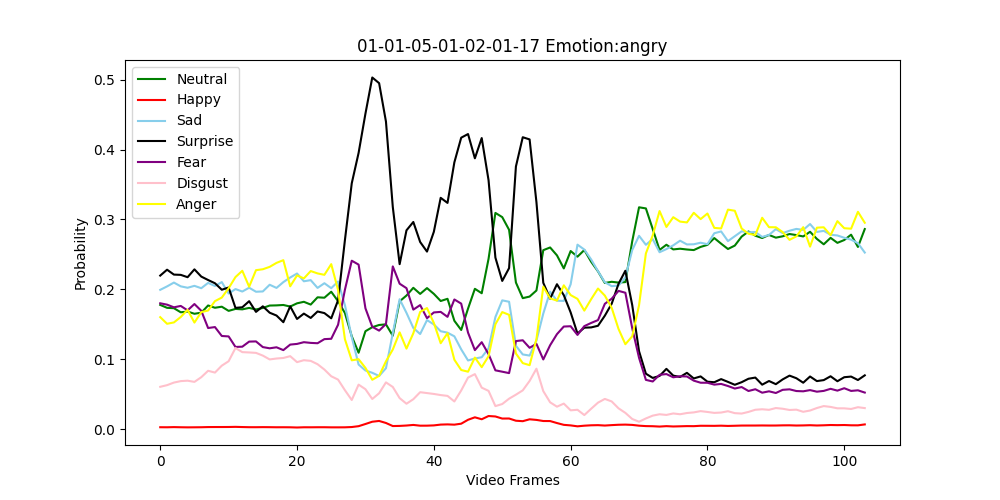 01-01-05-01-02-01-17 Emotion:angry
Neutral
Happy
Sad
Surprise
Fear
Disgust
Anger
Probability
0.5
0.4
0.3
0.2
0.1
0.0
0 20 40 60 80 100
Video Frames